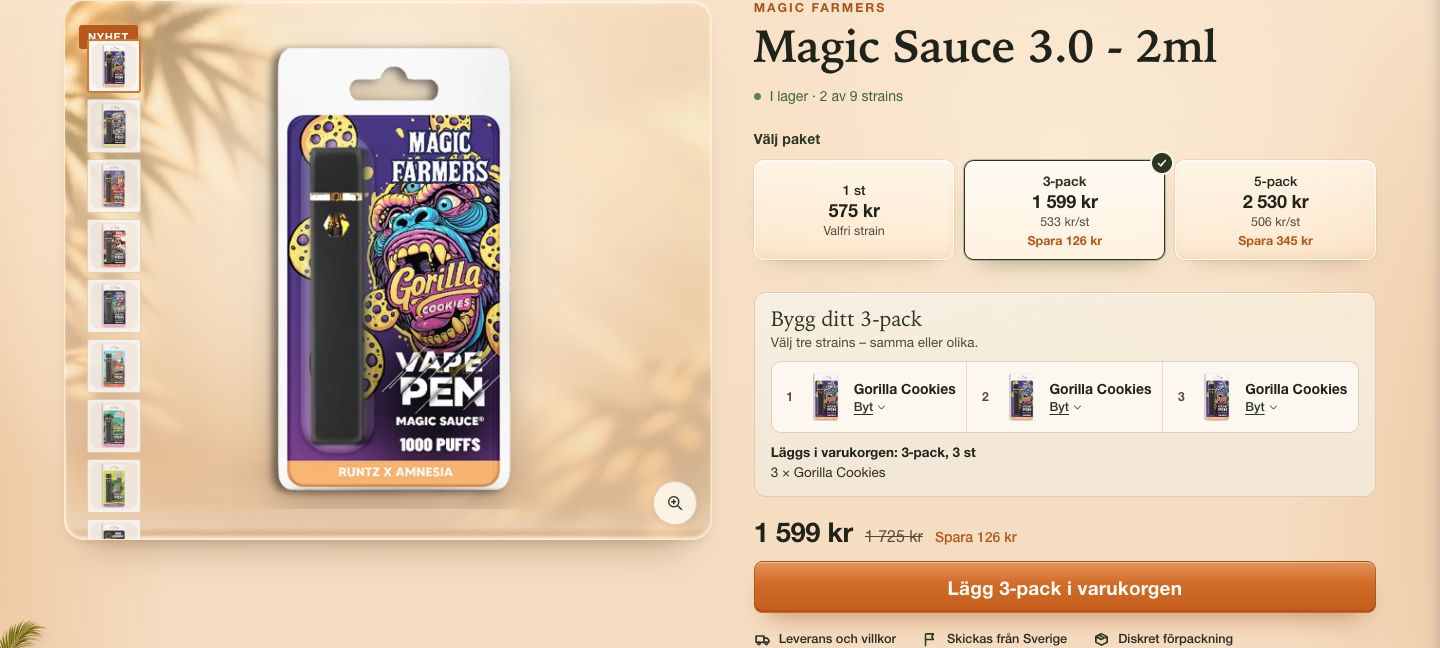 MAGIC FARMERS
Magic Sauce 3.0 - 2ml
I lager · 2 av 9 strains
Välj paket
1 st
575 kr
Valfri strain
3-pack
1 599 kr
533 kr/st
Spara 126 kr
5-pack
2 530 kr
506 kr/st
Spara 345 kr
Bygg ditt 3-pack
Välj tre strains – samma eller olika.
1
Gorilla Cookies
Byt
2
Gorilla Cookies
Byt
3
Gorilla Cookies
Byt
Läggs i varukorgen: 3-pack, 3 st
3 × Gorilla Cookies
1 599 kr 1 725 kr Spara 126 kr
Lägg 3-pack i varukorgen
Leverans och villkor Skickas från Sverige Diskret förpackning
NYHET
MAGIC
FARMERS
Gorilla
COOKIES
VAPE
PEN
MAGIC SAUCE®
1000 PUFFS
RUNTZ X AMNESIA